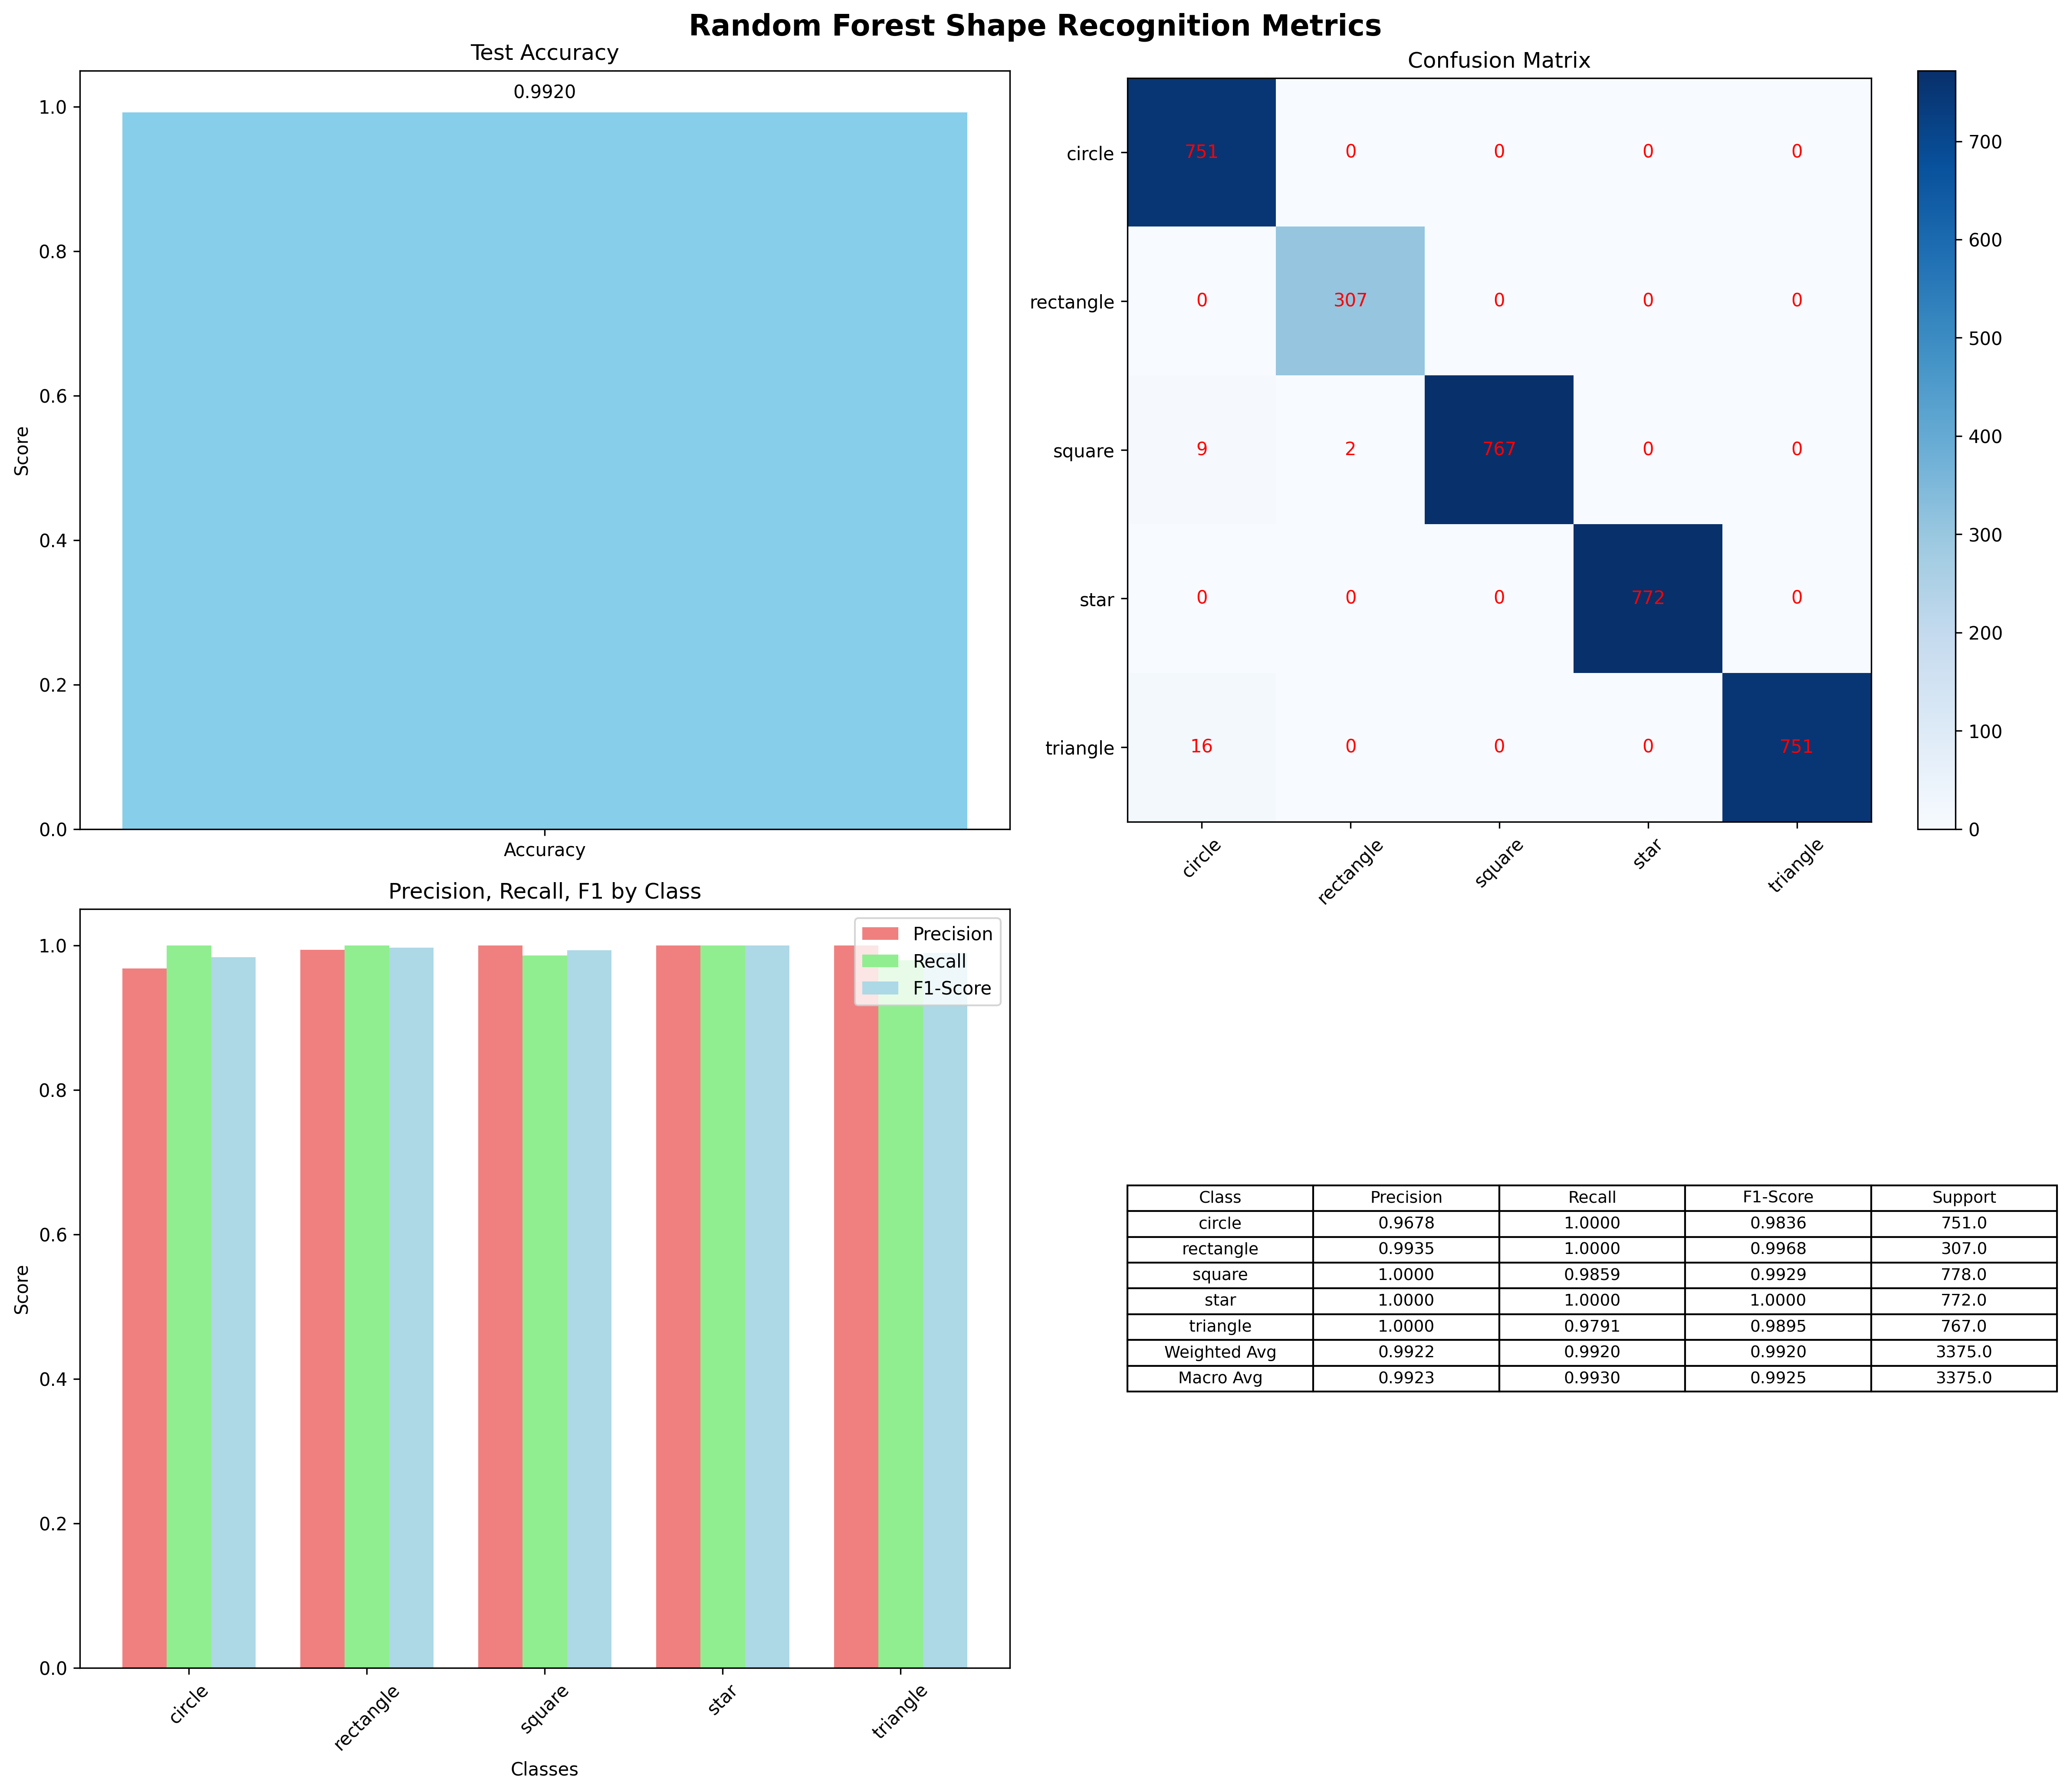 Random Forest Shape Recognition Metrics
Test Accuracy
0.9920
1.0
0.8
0.6
0.4
0.2
0.0
Score
Accuracy
Confusion Matrix
circle 751 0 0 0 0
rectangle 0 307 0 0 0
square 9 2 767 0 0
star 0 0 0 772 0
triangle 16 0 0 0 751
circle rectangle square star triangle
700
600
500
400
300
200
100
0
Precision, Recall, F1 by Class
Precision
Recall
F1-Score
1.0
0.8
0.6
0.4
0.2
0.0
Score
circle rectangle square star triangle
Classes
Class Precision Recall F1-Score Support
circle 0.9678 1.0000 0.9836 751.0
rectangle 0.9935 1.0000 0.9968 307.0
square 1.0000 0.9859 0.9929 778.0
star 1.0000 1.0000 1.0000 772.0
triangle 1.0000 0.9791 0.9895 767.0
Weighted Avg 0.9922 0.9920 0.9920 3375.0
Macro Avg 0.9923 0.9930 0.9925 3375.0